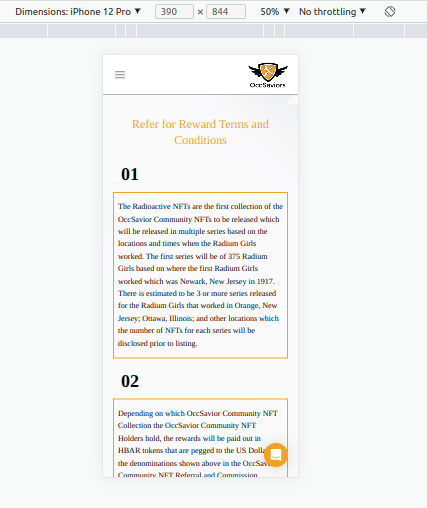 Dimensions: iPhone 12 Pro ▼ 390 × 844 50% ▼ No throttling ▼
OccSaviors
Refer for Reward Terms and
Conditions
01
The Radioactive NFTs are the first collection of the
OccSavior Community NFTs to be released which
will be released in multiple series based on the
locations and times when the Radium Girls
worked. The first series will be of 375 Radium
Girls based on where the first Radium Girls
worked which was Newark, New Jersey in 1917.
There is estimated to be 3 or more series released
for the Radium Girls that worked in Orange, New
Jersey; Ottawa, Illinois; and other locations which
the number of NFTs for each series will be
disclosed prior to listing.
02
Depending on which OccSavior Community NFT
Collection the OccSavior Community NFT
Holders hold, the rewards will be paid out in
HBAR tokens that are pegged to the US
the denominations shown above in the
Community NFT Referral and Commission